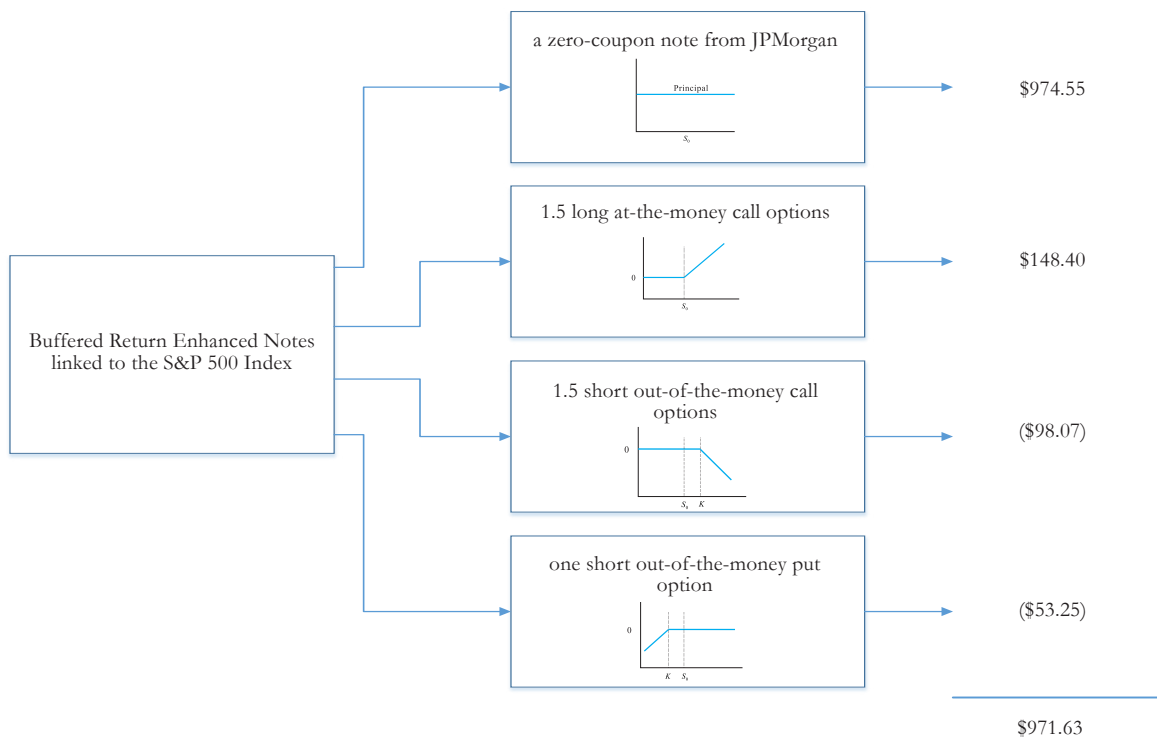 a zero-coupon note from JPMorgan
Principal
S₀
$974.55
1.5 long at-the-money call options
0
S₀
$148.40
Buffered Return Enhanced Notes
linked to the S&P 500 Index
1.5 short out-of-the-money call
options
0
S₀ K
($98.07)
one short out-of-the-money put
option
0
K S₀
($53.25)
$971.63